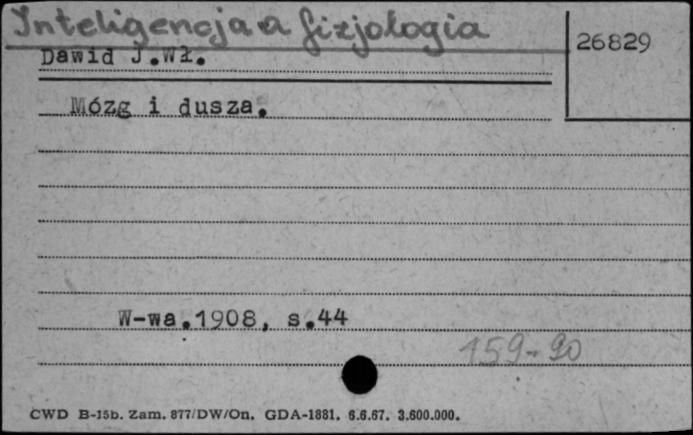 Inteligencja a fizjologia
26829
Dawid J.Wł.
Mózg i dusza.
W-wa.1908, s.44
159-90
CWD B-15b. Zam. 877/DW/On. GDA-1881. 6.6.67. 3.600.000.